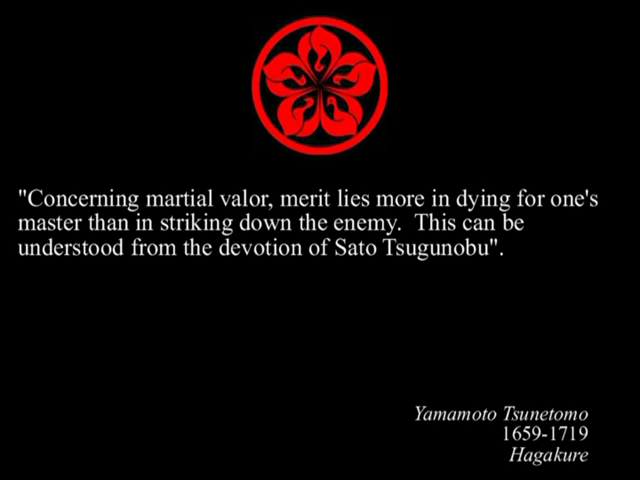 "Concerning martial valor, merit lies more in dying for one's
master than in striking down the enemy.  This can be
understood from the devotion of Sato Tsugunobu".
Yamamoto Tsunetomo
1659-1719
Hagakure